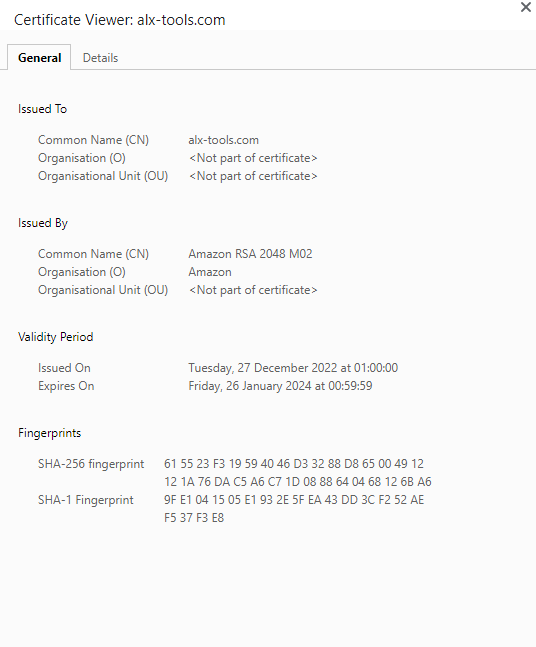 Certificate Viewer: alx-tools.com
General Details
Issued To
Common Name (CN) alx-tools.com
Organisation (O) <Not part of certificate>
Organisational Unit (OU) <Not part of certificate>
Issued By
Common Name (CN) Amazon RSA 2048 M02
Organisation (O) Amazon
Organisational Unit (OU) <Not part of certificate>
Validity Period
Issued On Tuesday, 27 December 2022 at 01:00:00
Expires On Friday, 26 January 2024 at 00:59:59
Fingerprints
SHA-256 fingerprint 61 55 23 F3 19 59 40 46 D3 32 88 D8 65 00 49 12
12 1A 76 DA C5 A6 C7 1D 08 88 64 04 68 12 6B A6
SHA-1 Fingerprint 9F E1 04 15 05 E1 93 2E 5F EA 43 DD 3C F2 52 AE
F5 37 F3 E8